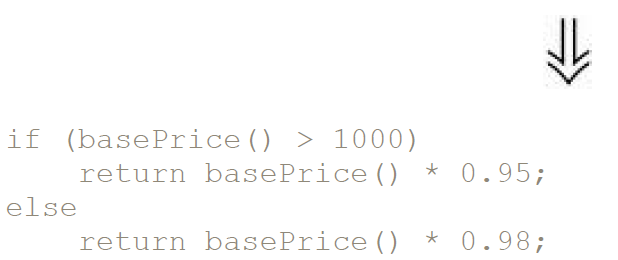 if (basePrice() > 1000)
    return basePrice() * 0.95;
else
    return basePrice() * 0.98;